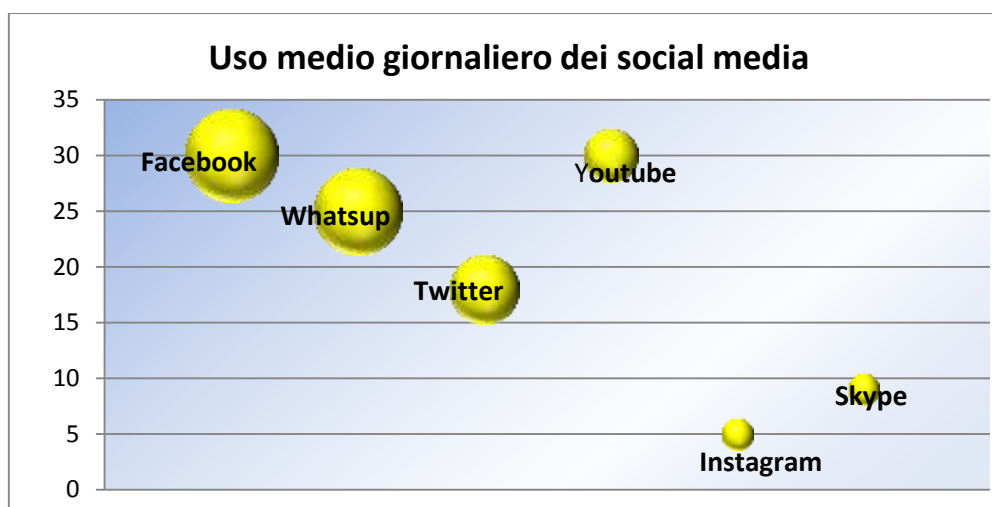 Uso medio giornaliero dei social media
35
30
25
20
15
10
5
0
Facebook
Whatsup
Twitter
Youtube
Instagram
Skype